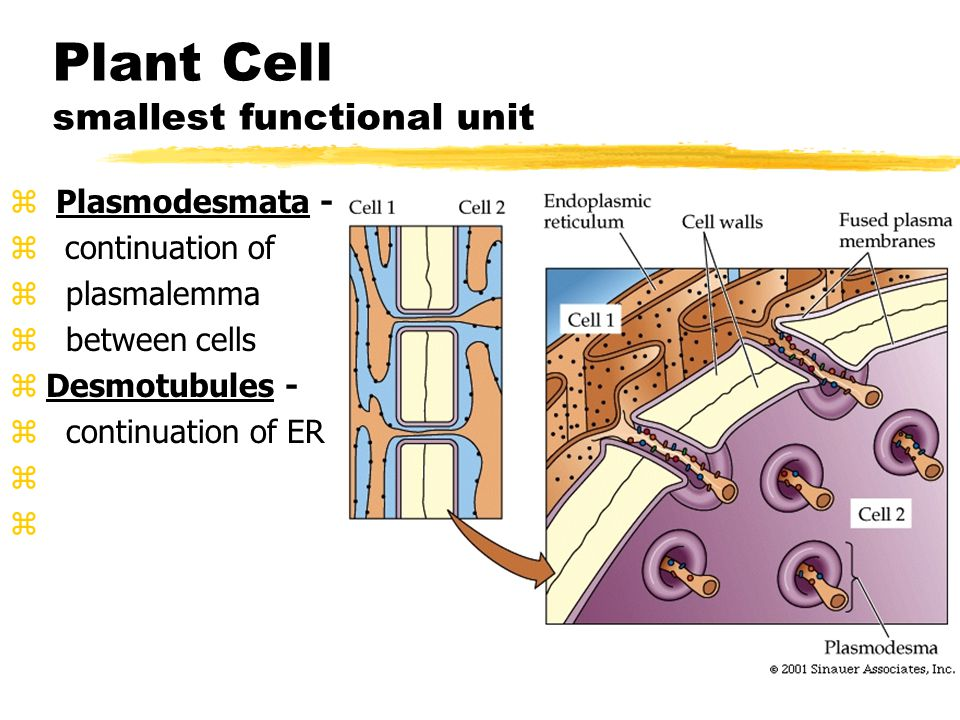 Plant Cell
smallest functional unit
z Plasmodesmata -
z continuation of
z plasmalemma
z between cells
z Desmotubules -
z continuation of ER
z
z
Cell 1 Cell 2
Endoplasmic
reticulum
Cell walls
Fused plasma
membranes
Cell 1
Cell 2
Plasmodesma
© 2001 Sinauer Associates, Inc.